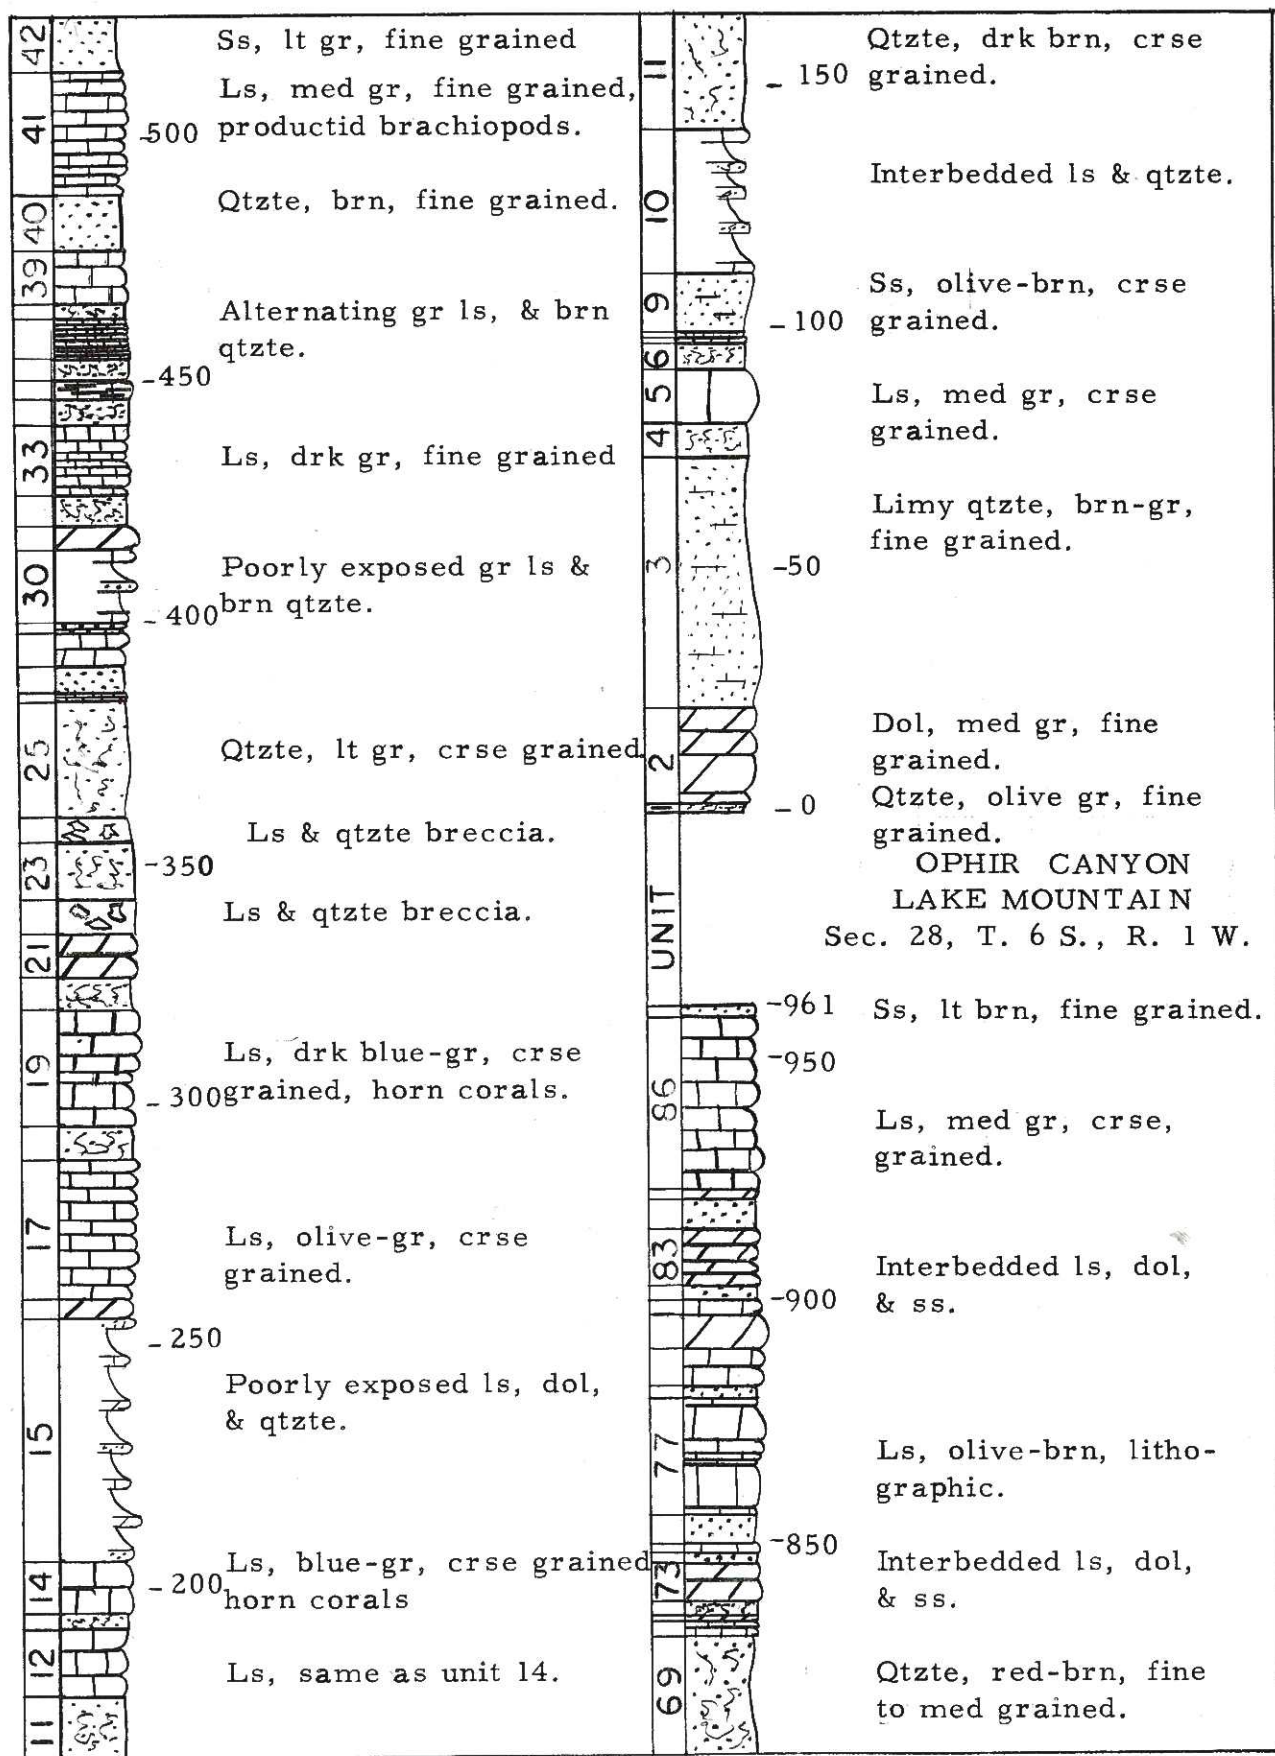 42
Ss, lt gr, fine grained
41
Ls, med gr, fine grained,
-500 productid brachiopods.
40
Qtzte, brn, fine grained.
39
Alternating gr ls, & brn
qtzte.
-450
33
Ls, drk gr, fine grained
30
Poorly exposed gr ls &
-400 brn qtzte.
25
Qtzte, lt gr, crse grained
Ls & qtzte breccia.
23
-350
Ls & qtzte breccia.
21
19
Ls, drk blue-gr, crse
-300 grained, horn corals.
17
Ls, olive-gr, crse
grained.
-250
15
Poorly exposed ls, dol,
& qtzte.
14
Ls, blue-gr, crse grained
-200 horn corals
12
Ls, same as unit 14.
11
11
Qtzte, drk brn, crse
-150 grained.
10
Interbedded ls & qtzte.
9
Ss, olive-brn, crse
-100 grained.
6
5
Ls, med gr, crse
grained.
4
3
Limy qtzte, brn-gr,
fine grained.
-50
2
Dol, med gr, fine
grained.
1
-0 Qtzte, olive gr, fine
grained.
UNIT
OPHIR CANYON
LAKE MOUNTAIN
Sec. 28, T. 6 S., R. 1 W.
-961 Ss, lt brn, fine grained.
-950
86
Ls, med gr, crse,
grained.
83
Interbedded ls, dol,
-900 & ss.
77
Ls, olive-brn, litho-
graphic.
-850
73
Interbedded ls, dol,
& ss.
69
Qtzte, red-brn, fine
to med grained.